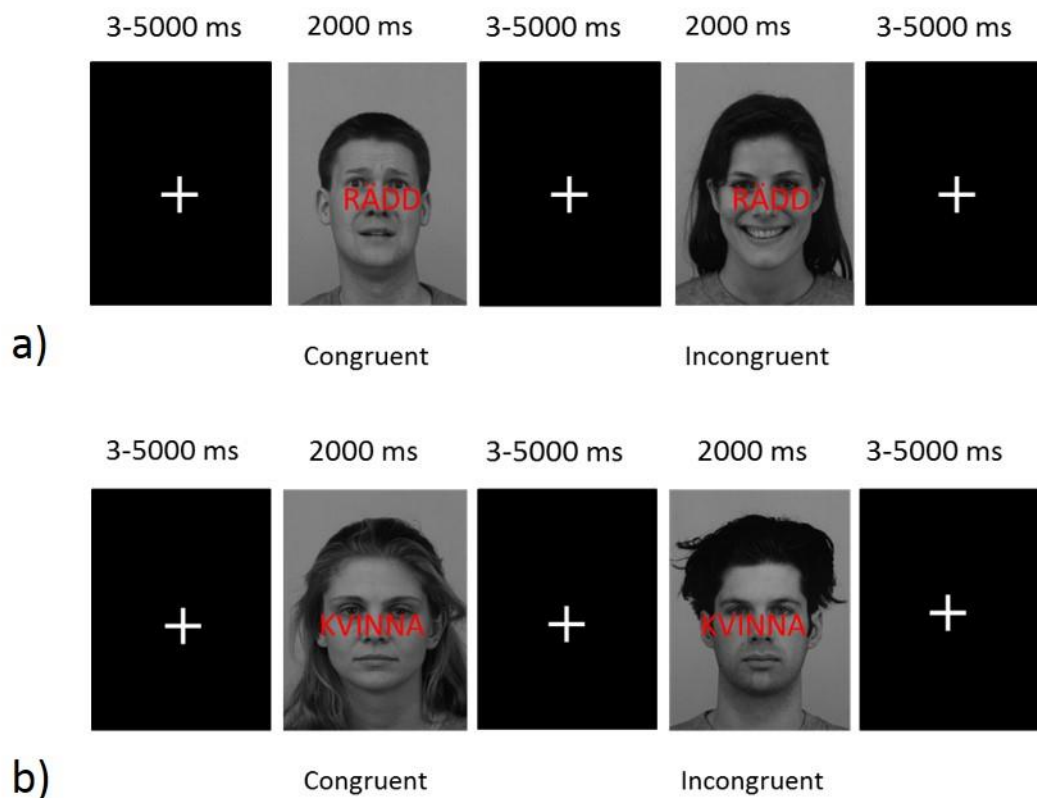 3-5000 ms 2000 ms 3-5000 ms 2000 ms 3-5000 ms
RÄDD RÄDD
a)
Congruent Incongruent
3-5000 ms 2000 ms 3-5000 ms 2000 ms 3-5000 ms
KVINNA KVINNA
b)
Congruent Incongruent